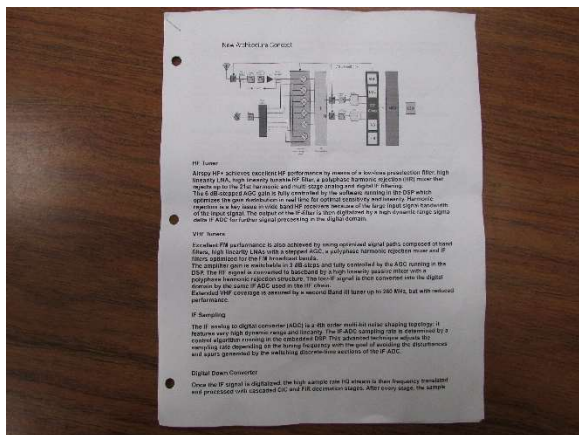 New Architecture Concept
HF Tuner
Airspy HF+ achieves excellent HF performance by means of a low-loss preselection filter, high
linearity LNA, high linearity tunable RF filter, a polyphase harmonic rejection (HR) mixer that
rejects up to the 21st harmonic and multi-stage analog and digital IF filtering.
The 6 dB-stepped AGC gain is fully controlled by the software running in the DSP which
optimizes the gain distribution in real time for optimal sensitivity and linearity. Harmonic
rejection is a key issue in wide band HF receivers because of the large input signal bandwidth
of the input signal. The output of the IF-filter is then digitalized by a high dynamic range sigma
delta IF ADC for further signal processing in the digital domain.
VHF Tuners
Excellent FM performance is also achieved by using optimized signal paths composed of band
filters, high linearity LNAs with a stepped AGC, a polyphase harmonic rejection mixer and IF
filters optimized for the FM broadcast bands.
The amplifier gain is switchable in 3 dB-steps and fully controlled by the AGC running in the
DSP. The RF signal is converted to baseband by a high linearity passive mixer with a
polyphase harmonic rejection structure. The low-IF signal is then converted into the digital
domain by the same IF ADC used in the HF chain.
Extended VHF coverage is assured by a second Band III tuner up to 260 MHz, but with reduced
performance.
IF Sampling
The IF analog to digital converter (ADC) is a 4th order multi-bit noise shaping topology; it
features very high dynamic range and linearity. The IF-ADC sampling rate is determined by a
control algorithm running in the embedded DSP. This advanced technique adjusts the
sampling rate depending on the tuning frequency with the goal of avoiding the disturbances
and spurs generated by the switching discrete-time sections of the IF ADC.
Digital Down Converter
Once the IF signal is digitalized, the high sample rate I/Q stream is then frequency translated
and processed with cascaded CIC and FIR decimation stages. After every stage, the sample